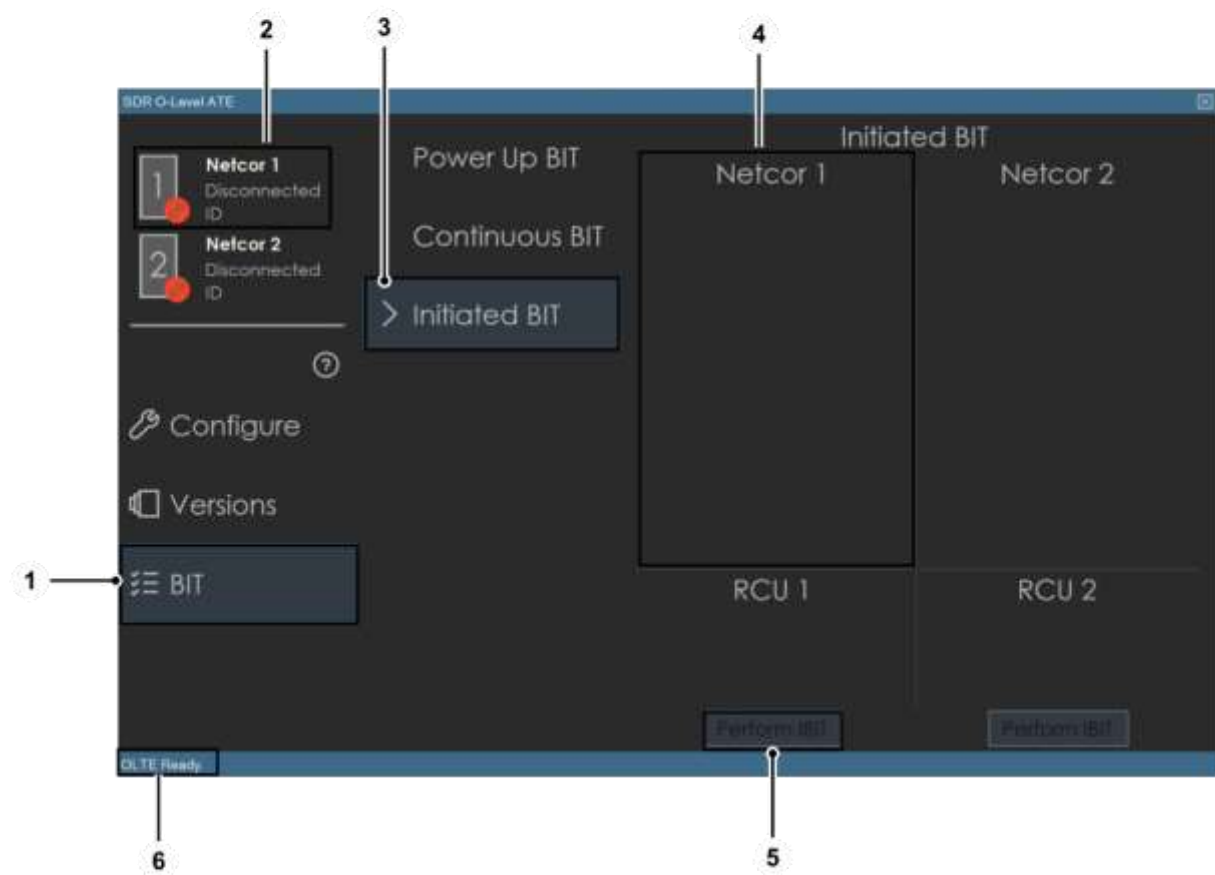 2
3
4
SDR O-Level ATE
Initiated BIT
1
Netcor 1
Disconnected
ID
2
Netcor 2
Disconnected
ID
Power Up BIT
Continuous BIT
Initiated BIT
Netcor 1
Netcor 2
?
Configure
Versions
1
BIT
RCU 1
RCU 2
Perform IBIT
Perform IBIT
OLTE Ready
6
5